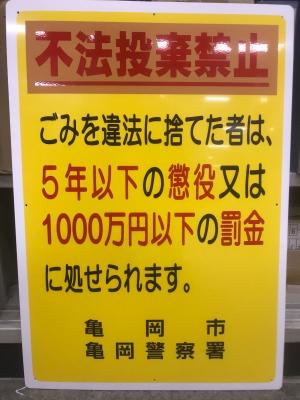 不法投棄禁止
ごみを違法に捨てた者は、
5年以下の懲役又は
1000万円以下の罰金
に処せられます。
亀岡市
亀岡警察署